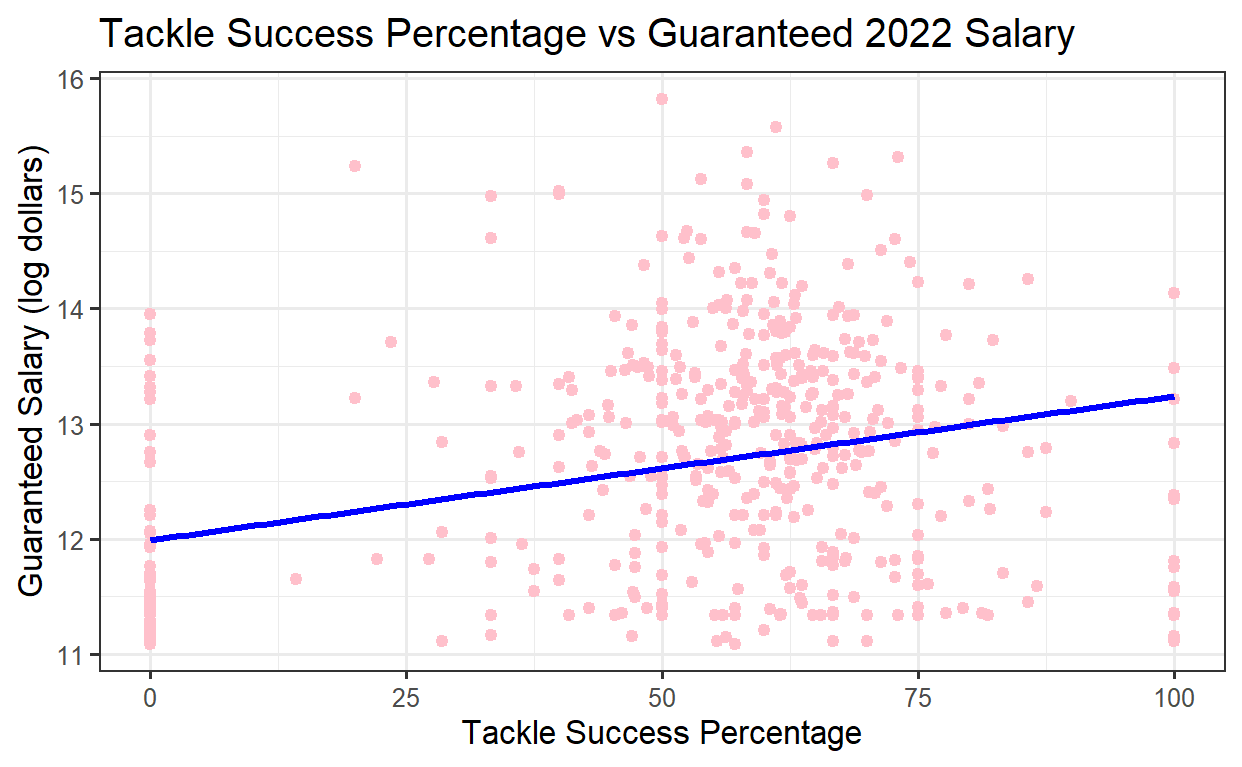 Tackle Success Percentage vs Guaranteed 2022 Salary
Guaranteed Salary (log dollars)
16
15
14
13
12
11
0 25 50 75 100
Tackle Success Percentage